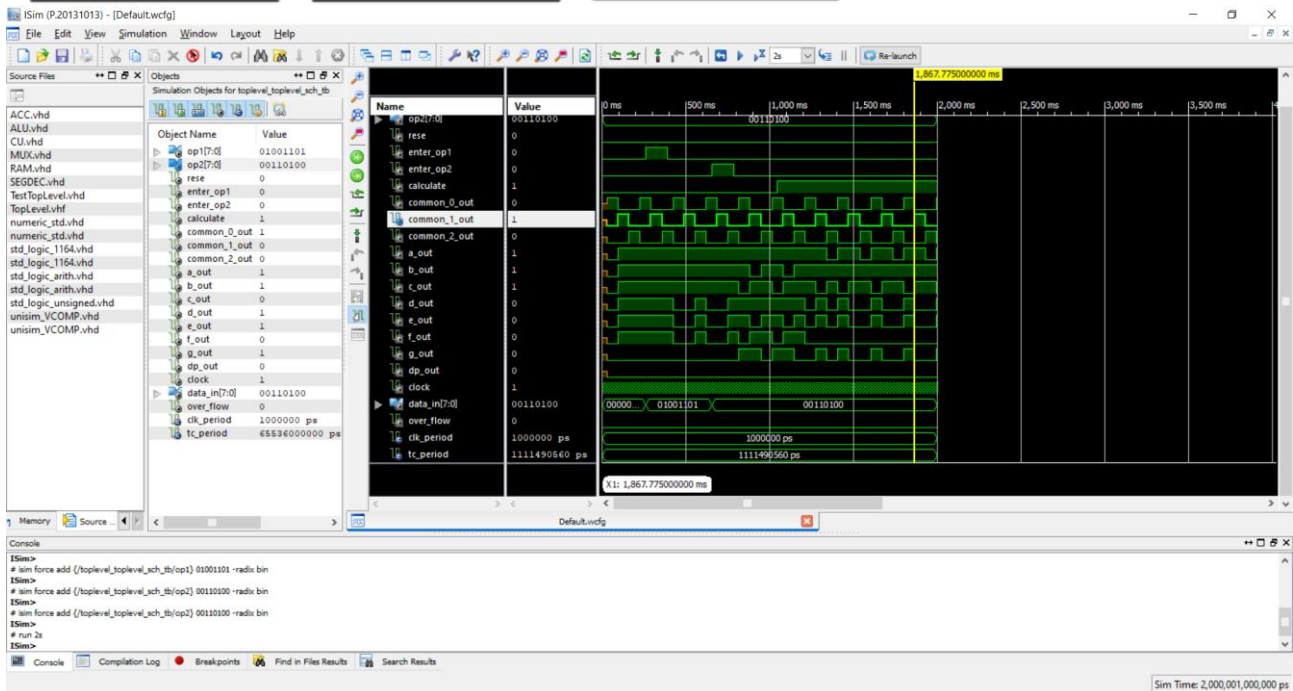 ISim (P.20131013) - [Default.wcfg]
File Edit View Simulation Window Layout Help
2s Re-launch
Source Files
ACC.vhd
ALU.vhd
CU.vhd
MUX.vhd
RAM.vhd
SEGDEC.vhd
TestTopLevel.vhd
TopLevel.vhf
numeric_std.vhd
numeric_std.vhd
std_logic_1164.vhd
std_logic_1164.vhd
std_logic_arith.vhd
std_logic_arith.vhd
std_logic_unsigned.vhd
unisim_VCOMP.vhd
unisim_VCOMP.vhd
Memory Source ...
Objects
Simulation Objects for toplevel_toplevel_sch_tb
Object Name Value
op1[7:0] 01001101
op2[7:0] 00110100
rese 0
enter_op1 0
enter_op2 0
calculate 1
common_0_out 1
common_1_out 0
common_2_out 0
a_out 1
b_out 1
c_out 0
d_out 1
e_out 1
f_out 0
g_out 1
dp_out 0
clock 1
data_in[7:0] 00110100
over_flow 0
clk_period 1000000 ps
tc_period 65536000000 ps
1,867.775000000 ms
Name Value 0 ms 500 ms 1,000 ms 1,500 ms 2,000 ms 2,500 ms 3,000 ms 3,500 ms 4
op2[7:0] 00110100 00110100
rese 0
enter_op1 0
enter_op2 0
calculate 1
common_0_out 0
common_1_out 1
common_2_out 0
a_out 1
b_out 1
c_out 1
d_out 0
e_out 0
f_out 0
g_out 0
dp_out 0
clock 1
data_in[7:0] 00110100 00000... 01001101 00110100
over_flow 0
clk_period 1000000 ps 1000000 ps
tc_period 1111490560 ps 1111490560 ps
X1: 1,867.775000000 ms
Default.wcfg
Console
ISim>
# isim force add {/toplevel_toplevel_sch_tb/op1} 01001101 -radix bin
ISim>
# isim force add {/toplevel_toplevel_sch_tb/op2} 00110100 -radix bin
ISim>
# isim force add {/toplevel_toplevel_sch_tb/op2} 00110100 -radix bin
ISim>
# run 2s
ISim>
Console Compilation Log Breakpoints Find in Files Results Search Results
Sim Time: 2,000,001,000,000 ps